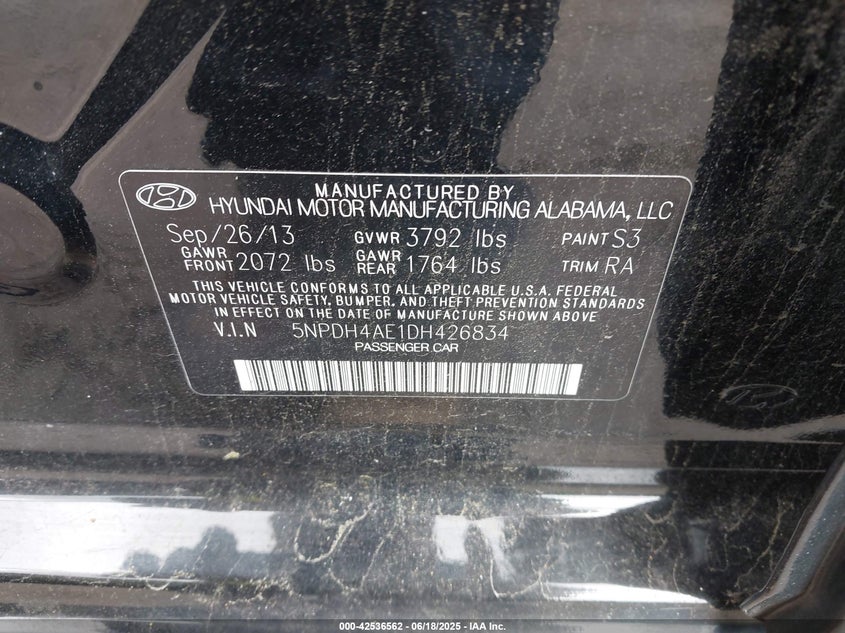 MANUFACTURED BY
HYUNDAI MOTOR MANUFACTURING ALABAMA, LLC
Sep/26/13 GVWR 3792 lbs PAINT S3
GAWR FRONT 2072 lbs GAWR REAR 1764 lbs TRIM RA
THIS VEHICLE CONFORMS TO ALL APPLICABLE U.S.A. FEDERAL
MOTOR VEHICLE SAFETY, BUMPER, AND THEFT PREVENTION STANDARDS
IN EFFECT ON THE DATE OF MANUFACTURE SHOWN ABOVE
V.I.N 5NPDH4AE1DH426834
PASSENGER CAR
000-42536562 - 06/18/2025 - IAA Inc.